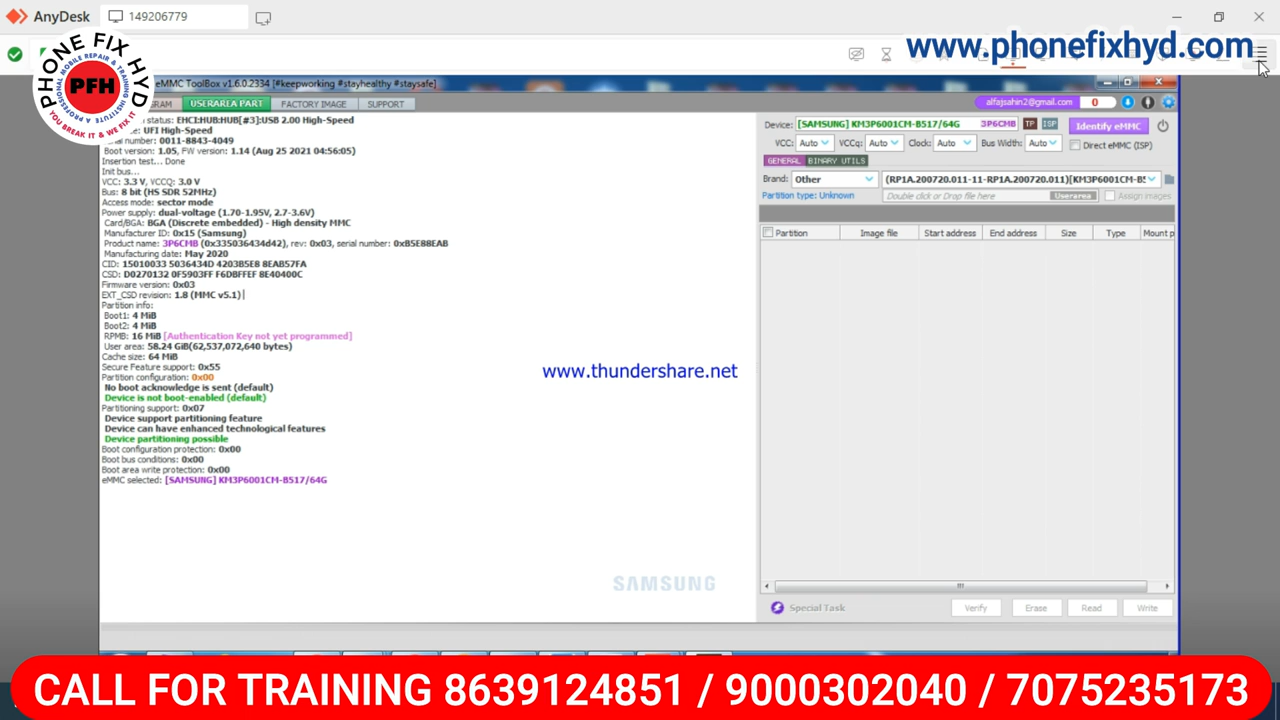 AnyDesk
149206779
PHONE FIX HYD
PROFESSIONAL MOBILE REPAIR & TRAINING INSTITUTE
PFH
YOU BREAK IT & WE FIX IT
www.phonefixhyd.com
eMMC ToolBox v1.6.0.2334 [#keepworking #stayhealthy #staysafe]
USERAREA PART
FACTORY IMAGE
SUPPORT
alfajsahin2@gmail.com
0
status: EHCI:HUB:HUB[#3]:USB 2.00 High-Speed
UFI High-Speed
serial number: 0011-8843-4049
Boot version: 1.05, FW version: 1.14 (Aug 25 2021 04:56:05)
Insertion test... Done
Init bus...
VCC: 3.3 V, VCCQ: 3.0 V
Bus: 8 bit (HS SDR 52MHz)
Access mode: sector mode
Power supply: dual-voltage (1.70-1.95V, 2.7-3.6V)
Card/BGA: BGA (Discrete embedded) - High density MMC
Manufacturer ID: 0x15 (Samsung)
Product name: 3P6CMB (0x335036434d42), rev: 0x03, serial number: 0xB5E88EAB
Manufacturing date: May 2020
CID: 15010033 5036434D 4203B5E8 8EAB57FA
CSD: D0270132 0F5903FF F6DBFFEF 8E40400C
Firmware version: 0x03
EXT_CSD revision: 1.8 (MMC v5.1)
Partition info:
Boot1: 4 MiB
Boot2: 4 MiB
RPMB: 16 MiB [Authentication Key not yet programmed]
User area: 58.24 GiB(62,537,072,640 bytes)
Cache size: 64 MiB
Secure Feature support: 0x55
Partition configuration: 0x00
No boot acknowledge is sent (default)
Device is not boot-enabled (default)
Partitioning support: 0x07
Device support partitioning feature
Device can have enhanced technological features
Device partitioning possible
Boot configuration protection: 0x00
Boot bus conditions: 0x00
Boot area write protection: 0x00
eMMC selected: [SAMSUNG] KM3P6001CM-B517/64G
www.thundershare.net
SAMSUNG
Device: [SAMSUNG] KM3P6001CM-B517/64G 3P6CMB TP ISP Identify eMMC
VCC: Auto VCCq: Auto Clock: Auto Bus Width: Auto Direct eMMC (ISP)
GENERAL BINARY UTILS
Brand: Other (RP1A.200720.011-11-RP1A.200720.011)[KM3P6001CM-B5
Partition type: Unknown Double click or Drop file here Userarea Assign images
Partition Image file Start address End address Size Type Mount p
Special Task Verify Erase Read Write
CALL FOR TRAINING 8639124851 / 9000302040 / 7075235173